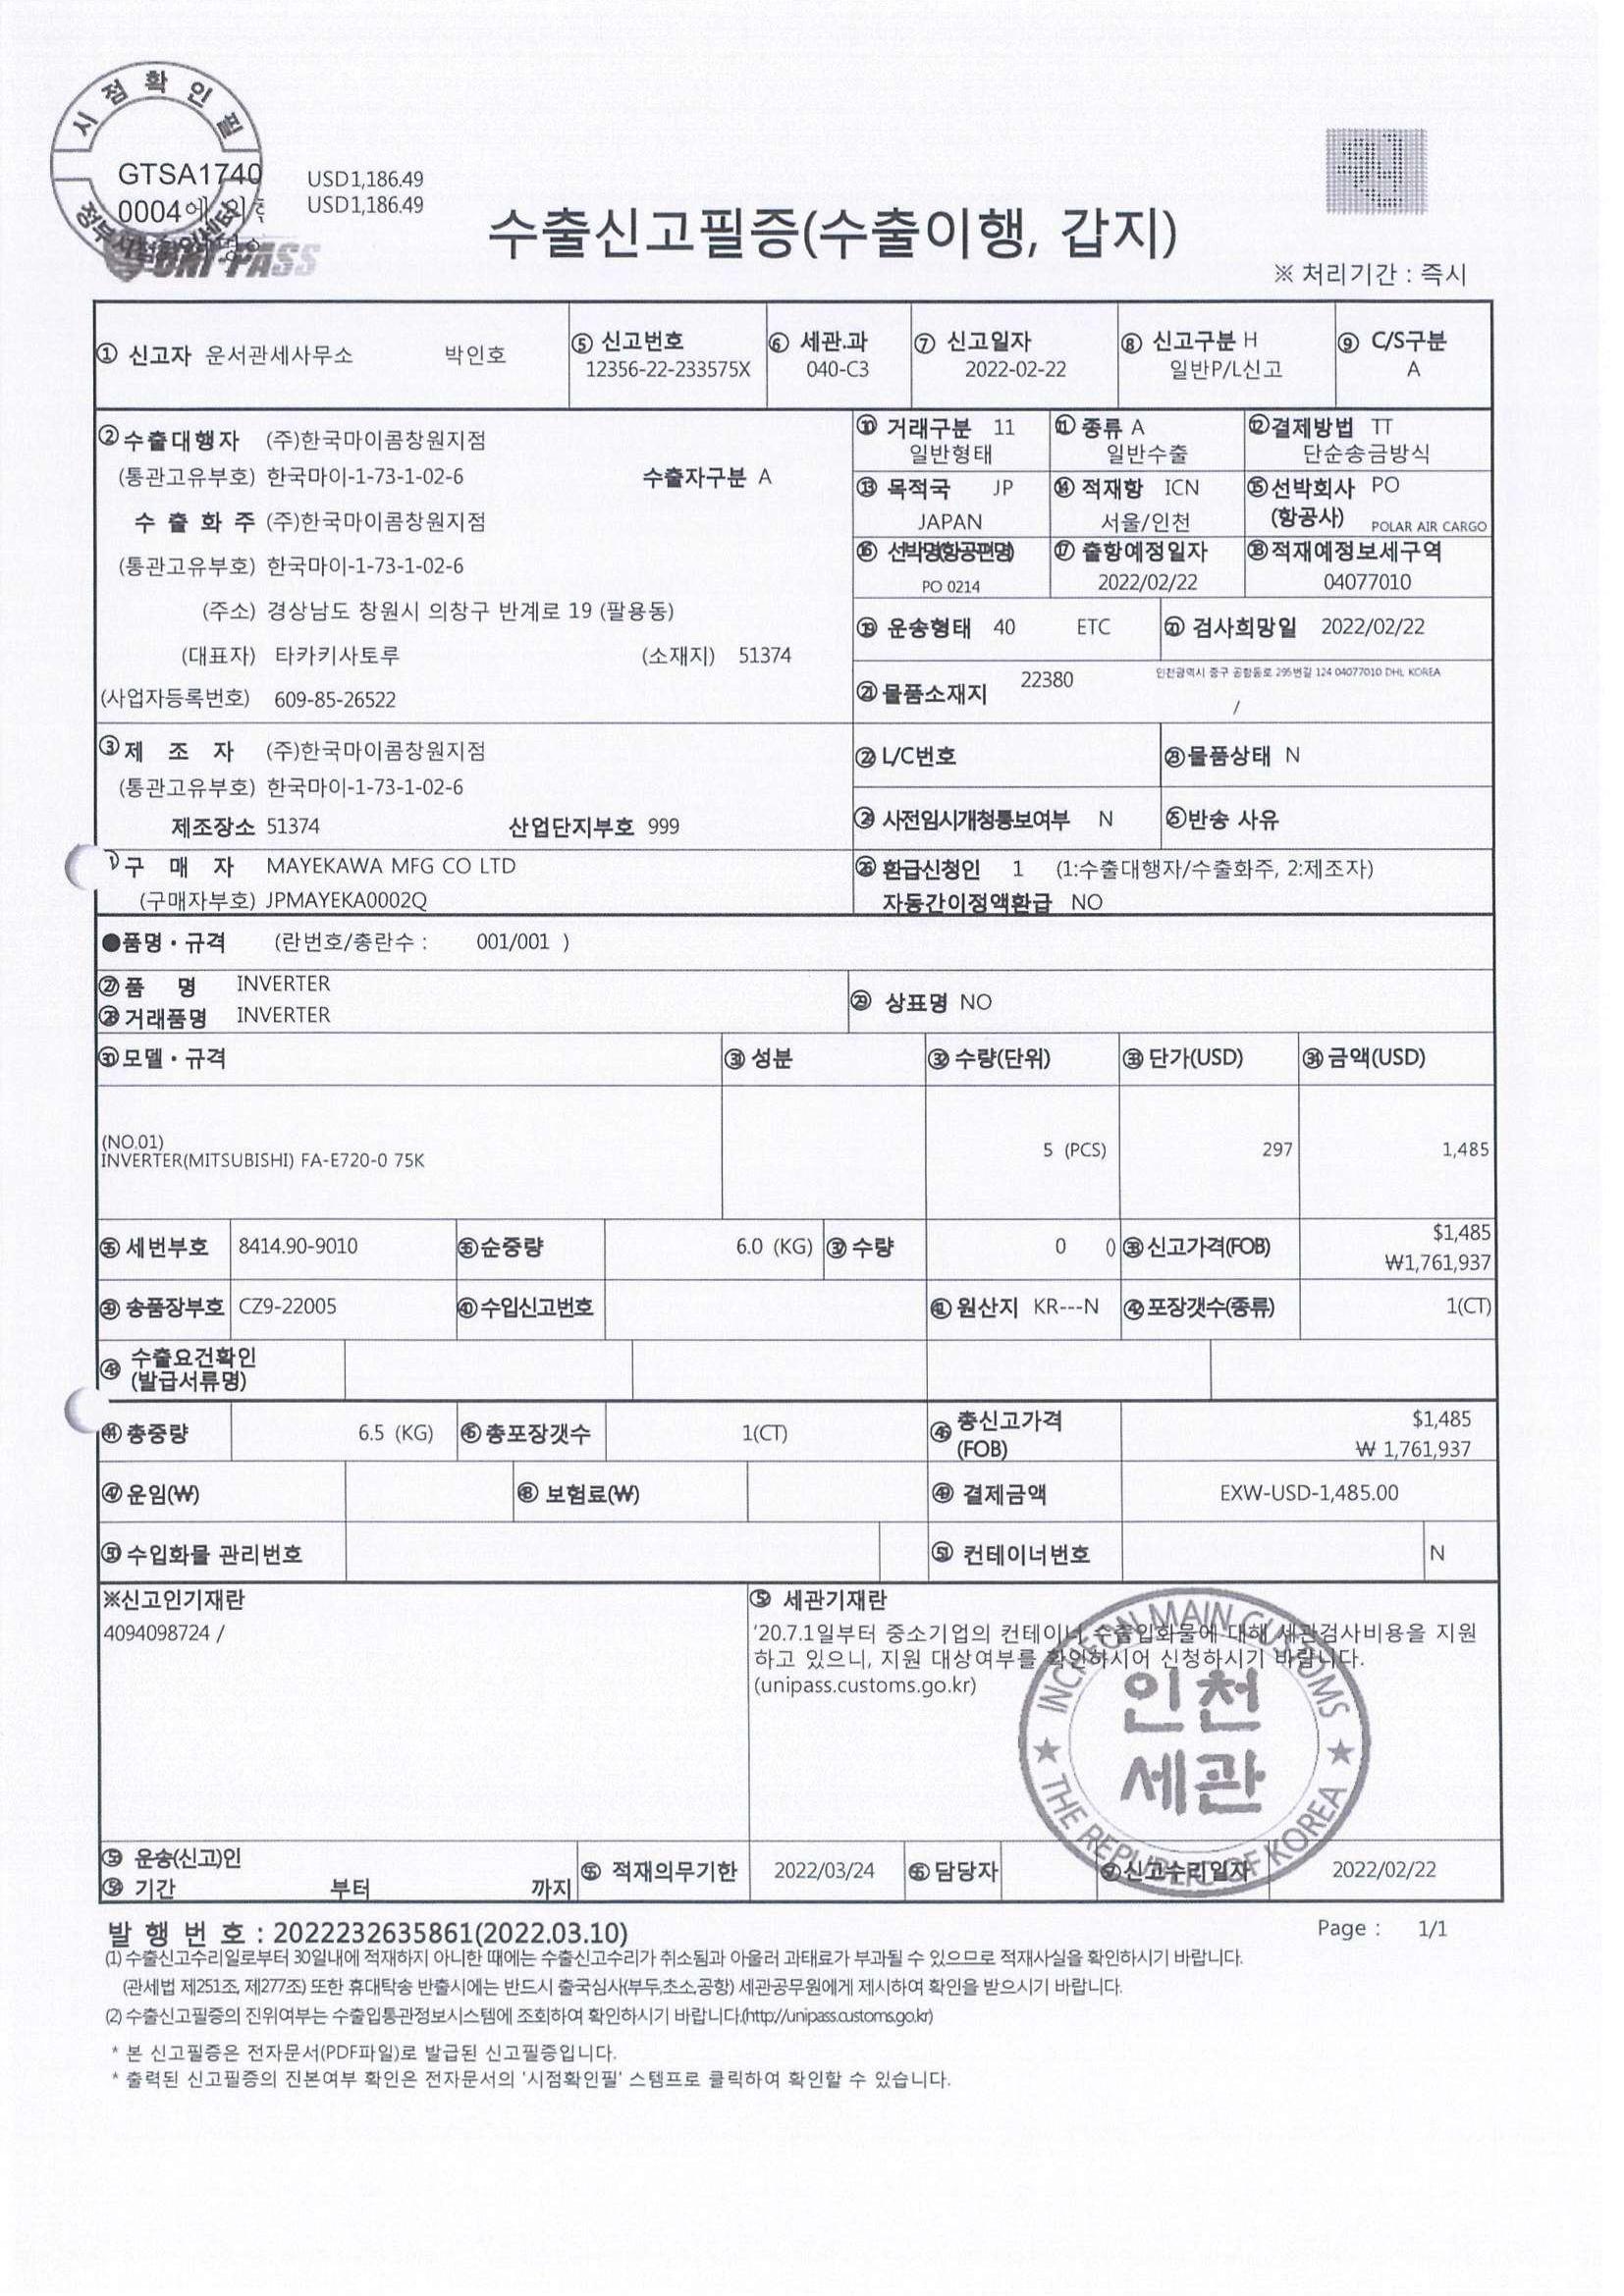 시점확인필
GTSA1740
0004에
USD1,186.49
USD1,186.49
UNI-PASS
수출신고필증(수출이행, 갑지)
※ 처리기간 : 즉시
① 신고자 운서관세사무소 박인호
⑤ 신고번호
12356-22-233575X
⑥ 세관.과
040-C3
⑦ 신고일자
2022-02-22
⑧ 신고구분 H
일반P/L신고
⑨ C/S구분
A
② 수출대행자 (주)한국마이콤창원지점
(통관고유부호) 한국마이-1-73-1-02-6 수출자구분 A
수 출 화 주 (주)한국마이콤창원지점
(통관고유부호) 한국마이-1-73-1-02-6
(주소) 경상남도 창원시 의창구 반계로 19 (팔용동)
(대표자) 타카키사토루 (소재지) 51374
(사업자등록번호) 609-85-26522
⑩ 거래구분 11
일반형태
⑪ 종류 A
일반수출
⑫결제방법 TT
단순송금방식
⑬ 목적국 JP
JAPAN
⑭ 적재항 ICN
서울/인천
⑮선박회사 PO
(항공사) POLAR AIR CARGO
⑯ 선박명(항공편명)
PO 0214
⑰ 출항예정일자
2022/02/22
⑱적재예정보세구역
04077010
⑲ 운송형태 40 ETC
⑳ 검사희망일 2022/02/22
㉑ 물품소재지 22380 인천광역시 중구 공항동로 295번길 124 04077010 DHL KOREA
/
③ 제 조 자 (주)한국마이콤창원지점
(통관고유부호) 한국마이-1-73-1-02-6
제조장소 51374 산업단지부호 999
㉒ L/C번호
㉓물품상태 N
㉔ 사전임시개청통보여부 N
㉕반송 사유
구 매 자 MAYEKAWA MFG CO LTD
(구매자부호) JPMAYEKA0002Q
㉖ 환급신청인 1 (1:수출대행자/수출화주, 2:제조자)
자동간이정액환급 NO
●품명・규격 (란번호/총란수 : 001/001 )
㉗ 품 명 INVERTER
㉘ 거래품명 INVERTER
㉙ 상표명 NO
㉚모델・규격
㉛ 성분
㉜ 수량(단위)
㉝ 단가(USD)
㉞ 금액(USD)
(NO.01)
INVERTER(MITSUBISHI) FA-E720-0 75K
5 (PCS)
297
1,485
㉟ 세번부호 8414.90-9010
㊱순중량 6.0 (KG)
㊲ 수량 0 0
㊳신고가격(FOB) $1,485
₩1,761,937
㊴ 송품장부호 CZ9-22005
㊵ 수입신고번호
㊶ 원산지 KR---N
㊷포장갯수(종류) 1(CT)
㊸ 수출요건확인
(발급서류명)
㊹ 총중량 6.5 (KG)
㊺ 총포장갯수 1(CT)
㊻ 총신고가격
(FOB)
$1,485
₩ 1,761,937
㊼ 운임(₩)
㊽ 보험료(₩)
㊾ 결제금액 EXW-USD-1,485.00
㊿ 수입화물 관리번호
컨테이너번호 N
※신고인기재란
4094098724 /
세관기재란
'20.7.1일부터 중소기업의 컨테이너 수출입화물에 대해 세관검사비용을 지원
하고 있으니, 지원 대상여부를 확인하시어 신청하시기 바랍니다.
(unipass.customs.go.kr)
INCHEON MAIN CUSTOMS
인천
세관
THE REPUBLIC OF KOREA
운송(신고)인
기간 부터 까지
적재의무기한 2022/03/24
담당자
신고수리일자 2022/02/22
발 행 번 호 : 2022232635861(2022.03.10)
Page : 1/1
(1) 수출신고수리일로부터 30일내에 적재하지 아니한 때에는 수출신고수리가 취소됨과 아울러 과태료가 부과될 수 있으므로 적재사실을 확인하시기 바랍니다.
(관세법 제251조, 제277조) 또한 휴대탁송 반출시에는 반드시 출국심사(부두,초소,공항) 세관공무원에게 제시하여 확인을 받으시기 바랍니다.
(2) 수출신고필증의 진위여부는 수출입통관정보시스템에 조회하여 확인하시기 바랍니다.(http://unipass.customs.go.kr)
* 본 신고필증은 전자문서(PDF파일)로 발급된 신고필증입니다.
* 출력된 신고필증의 진본여부 확인은 전자문서의 '시점확인필' 스템프로 클릭하여 확인할 수 있습니다.